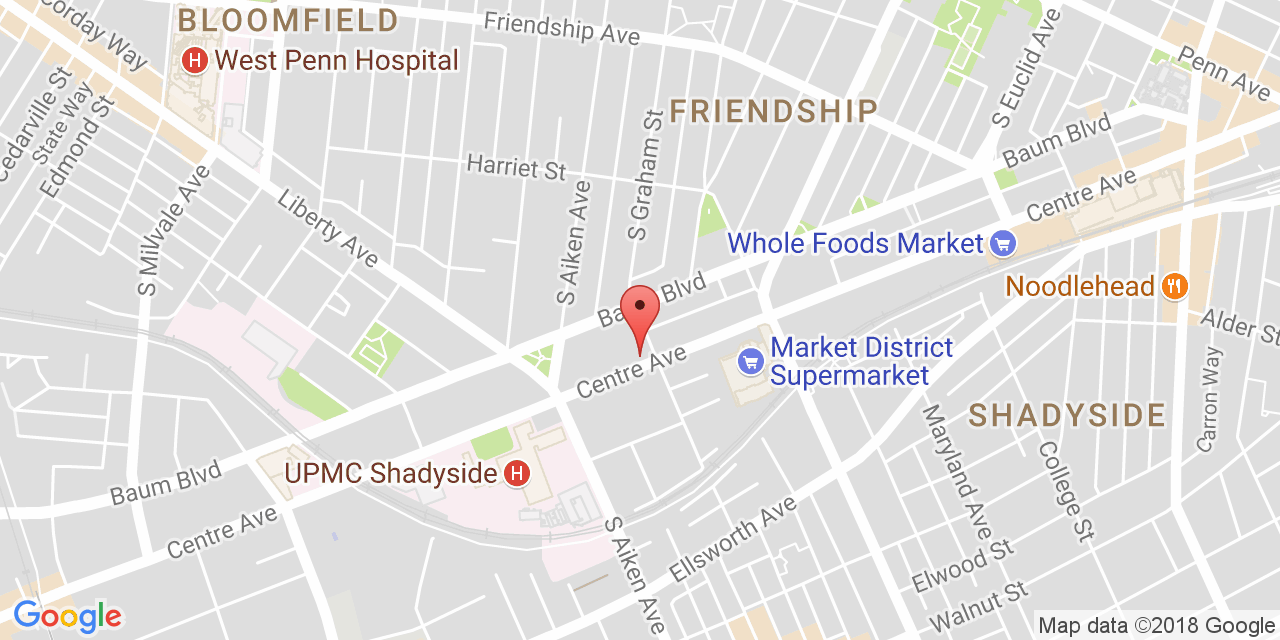 BLOOMFIELD
Friendship Ave
Corday Way
West Penn Hospital
S Euclid Ave
Penn Ave
Cedarville St
State Way
Edmond St
FRIENDSHIP
S Graham St
Baum Blvd
Harriet St
S Millvale Ave
Liberty Ave
S Aiken Ave
Centre Ave
Whole Foods Market
Noodlehead
Blvd
Alder St
Centre Ave
Market District
Supermarket
SHADYSIDE
Carron Way
Maryland Ave
College St
UPMC Shadyside
Baum Blvd
Centre Ave
S Aiken Ave
Ellsworth Ave
Elwood St
Walnut St
Google
Map data ©2018 Google